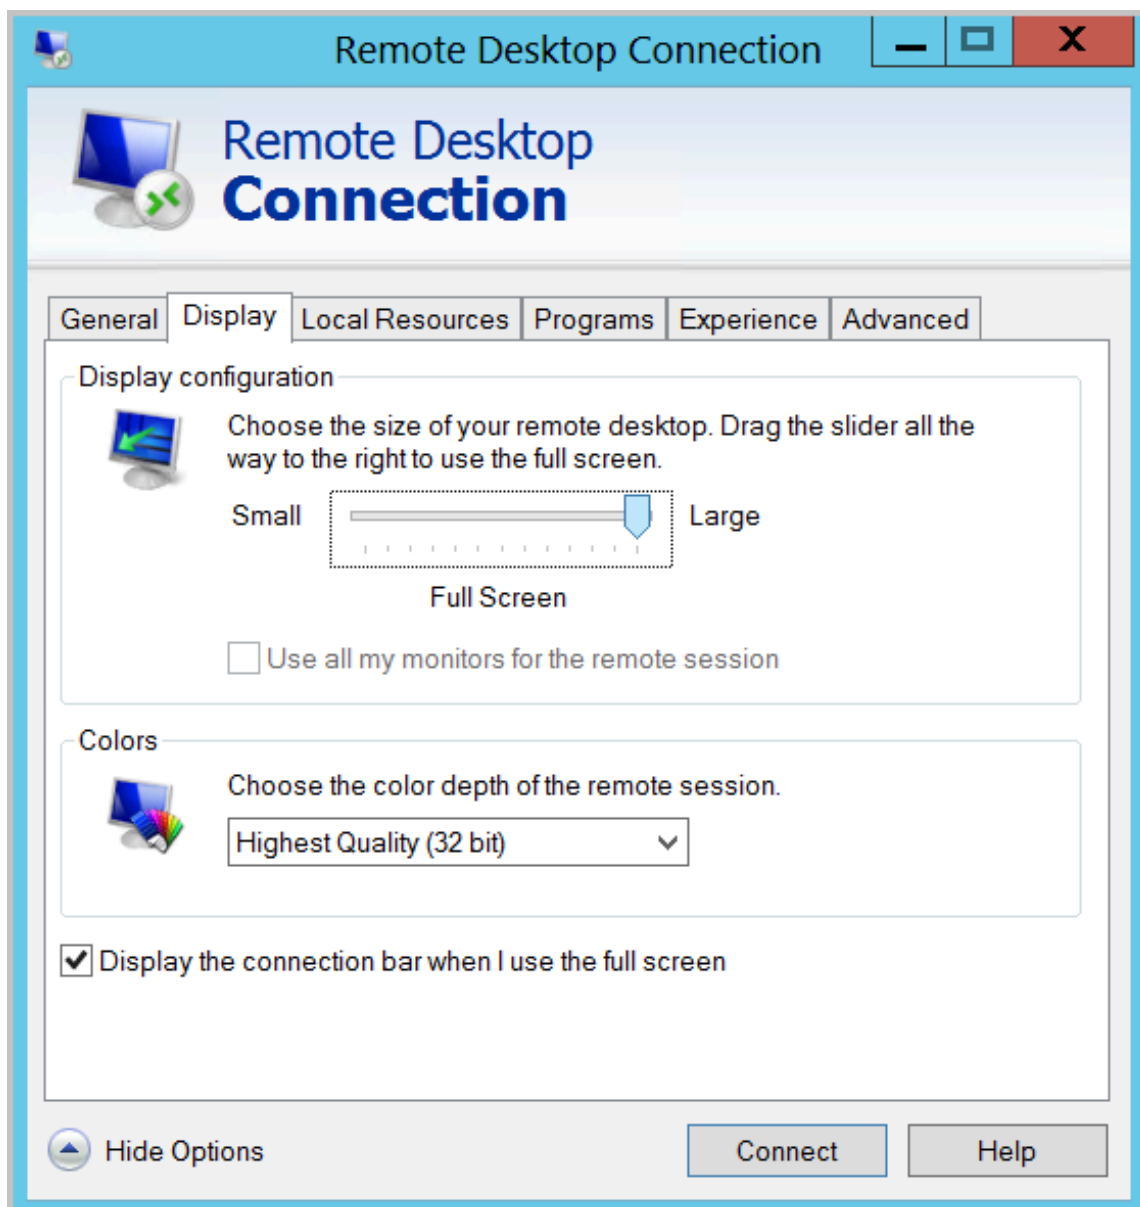 Remote Desktop Connection
Remote Desktop
Connection
General Display Local Resources Programs Experience Advanced
Display configuration
Choose the size of your remote desktop. Drag the slider all the
way to the right to use the full screen.
Small Large
Full Screen
Use all my monitors for the remote session
Colors
Choose the color depth of the remote session.
Highest Quality (32 bit)
Display the connection bar when I use the full screen
Hide Options Connect Help